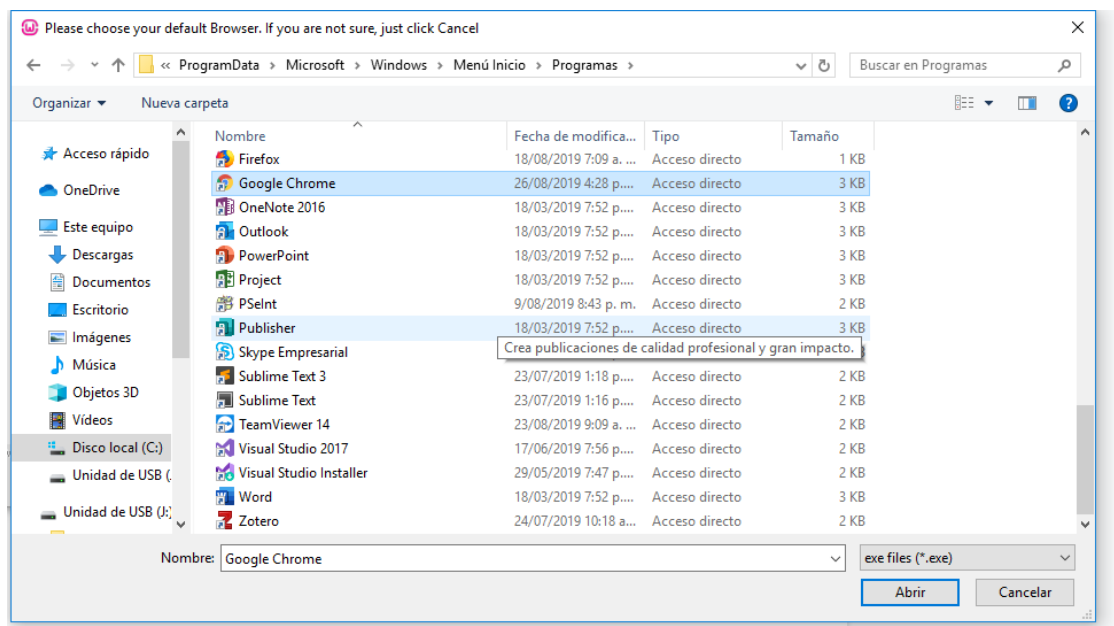 Please choose your default Browser. If you are not sure, just click Cancel
« ProgramData > Microsoft > Windows > Menú Inicio > Programas >
Buscar en Programas
Organizar
Nueva carpeta
Acceso rápido
OneDrive
Este equipo
Descargas
Documentos
Escritorio
Imágenes
Música
Objetos 3D
Vídeos
Disco local (C:)
Unidad de USB (
Unidad de USB (J:)
Nombre Fecha de modifica... Tipo Tamaño
Firefox 18/08/2019 7:09 a. ... Acceso directo 1 KB
Google Chrome 26/08/2019 4:28 p.... Acceso directo 3 KB
OneNote 2016 18/03/2019 7:52 p.... Acceso directo 3 KB
Outlook 18/03/2019 7:52 p.... Acceso directo 3 KB
PowerPoint 18/03/2019 7:52 p.... Acceso directo 3 KB
Project 18/03/2019 7:52 p.... Acceso directo 3 KB
PSeInt 9/08/2019 8:43 p. m. Acceso directo 2 KB
Publisher 18/03/2019 7:52 p.... Acceso directo 3 KB
Skype Empresarial
Crea publicaciones de calidad profesional y gran impacto.
Sublime Text 3 23/07/2019 1:18 p.... Acceso directo 2 KB
Sublime Text 23/07/2019 1:16 p.... Acceso directo 2 KB
TeamViewer 14 23/08/2019 9:09 a. ... Acceso directo 2 KB
Visual Studio 2017 17/06/2019 7:56 p.... Acceso directo 2 KB
Visual Studio Installer 29/05/2019 7:47 p.... Acceso directo 2 KB
Word 18/03/2019 7:52 p.... Acceso directo 3 KB
Zotero 24/07/2019 10:18 a... Acceso directo 2 KB
Nombre: Google Chrome
exe files (*.exe)
Abrir
Cancelar